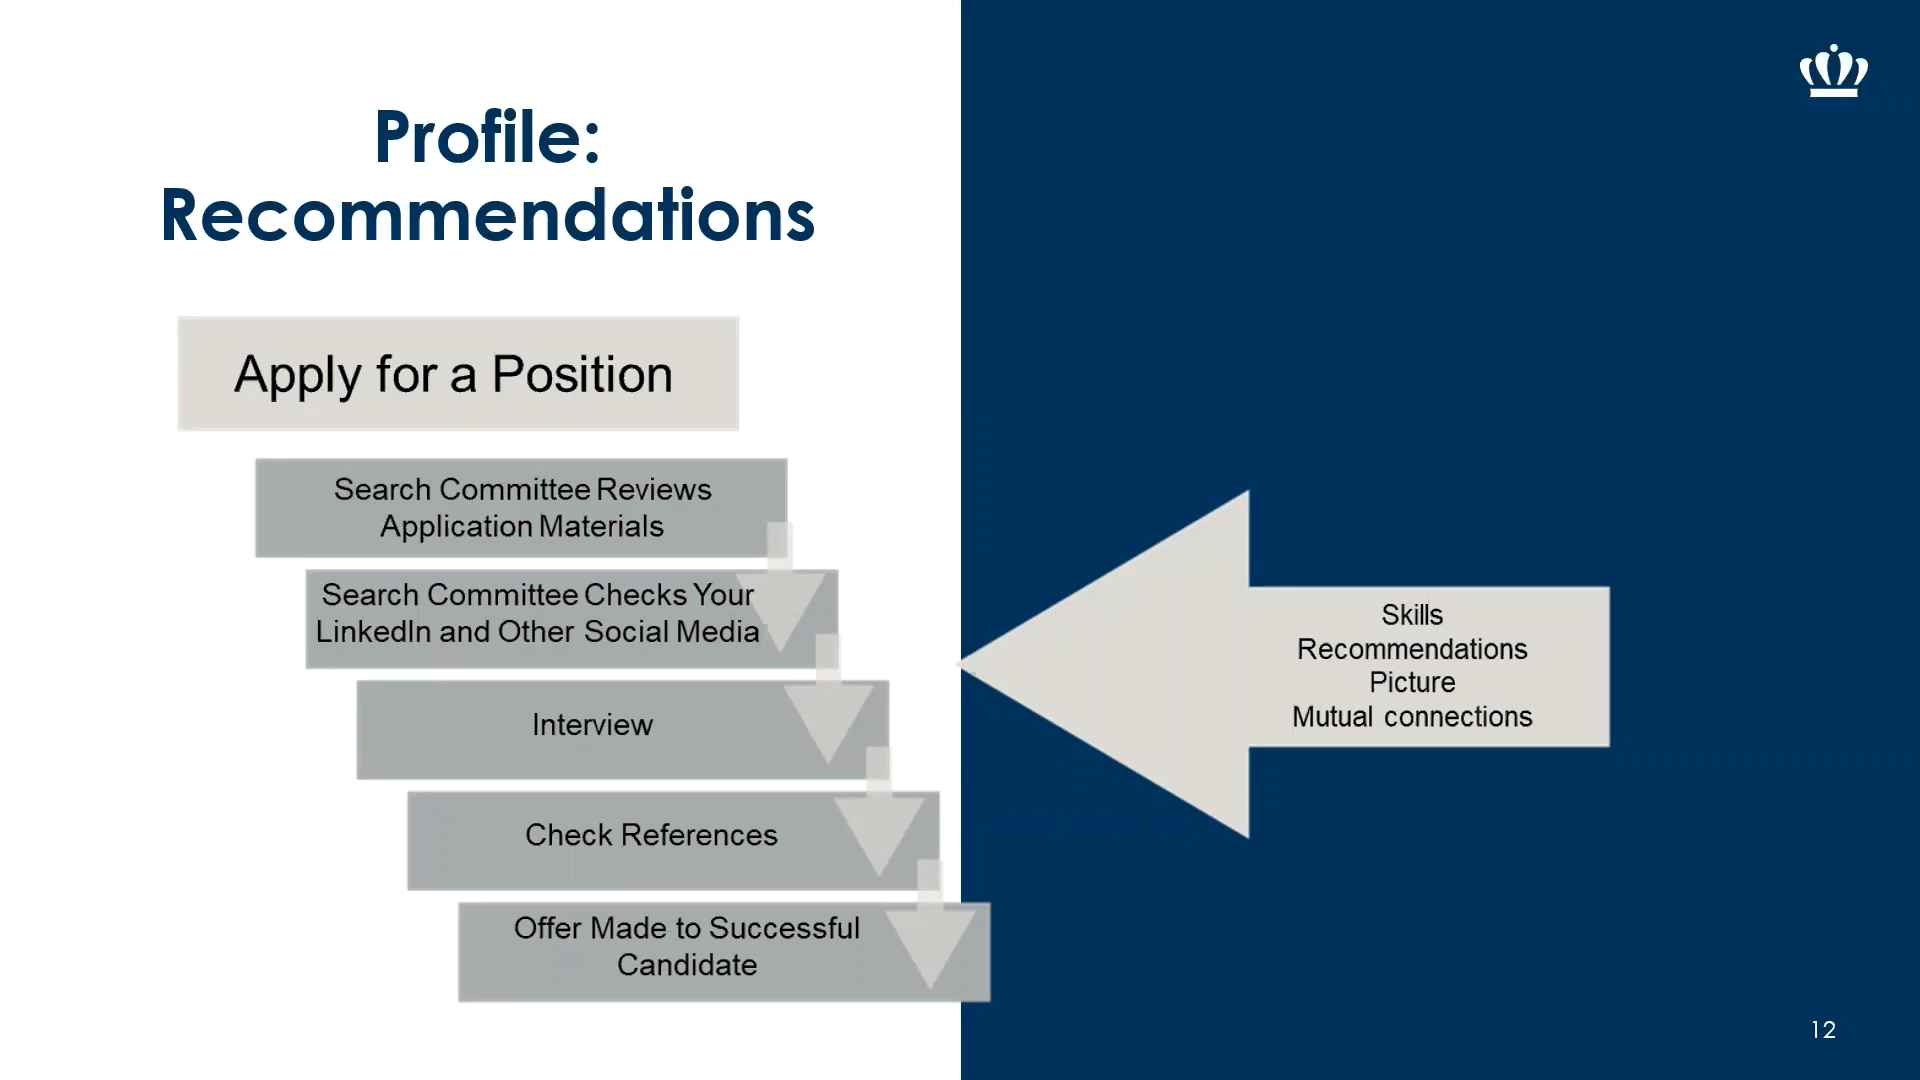 Profile:
Recommendations
Apply for a Position
Search Committee Reviews
Application Materials
Search Committee Checks Your
LinkedIn and Other Social Media
Interview
Check References
Offer Made to Successful
Candidate
Skills
Recommendations
Picture
Mutual connections
12